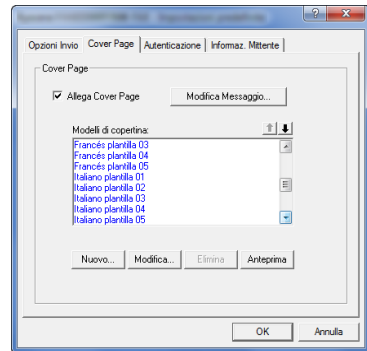 Opzioni Invio Cover Page Autenticazione Informaz. Mittente
Cover Page
Allega Cover Page Modifica Messaggio...
Modelli di copertina:
Francés plantilla 03
Francés plantilla 04
Francés plantilla 05
Italiano plantilla 01
Italiano plantilla 02
Italiano plantilla 03
Italiano plantilla 04
Italiano plantilla 05
Nuovo... Modifica... Elimina Anteprima
OK Annulla